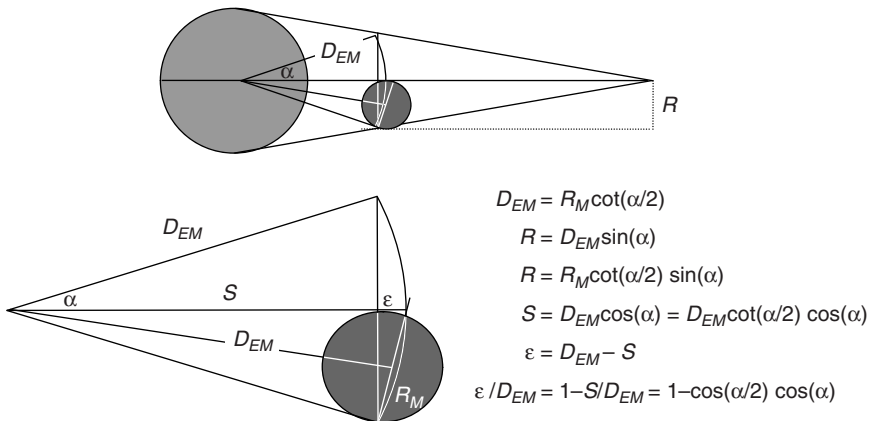 D_EM
α
R
D_EM
α
S
ε
D_EM
R_M
D_EM = R_M cot(α/2)
R = D_EM sin(α)
R = R_M cot(α/2) sin(α)
S = D_EM cos(α) = D_EM cot(α/2) cos(α)
ε = D_EM – S
ε/D_EM = 1–S/D_EM = 1–cos(α/2) cos(α)